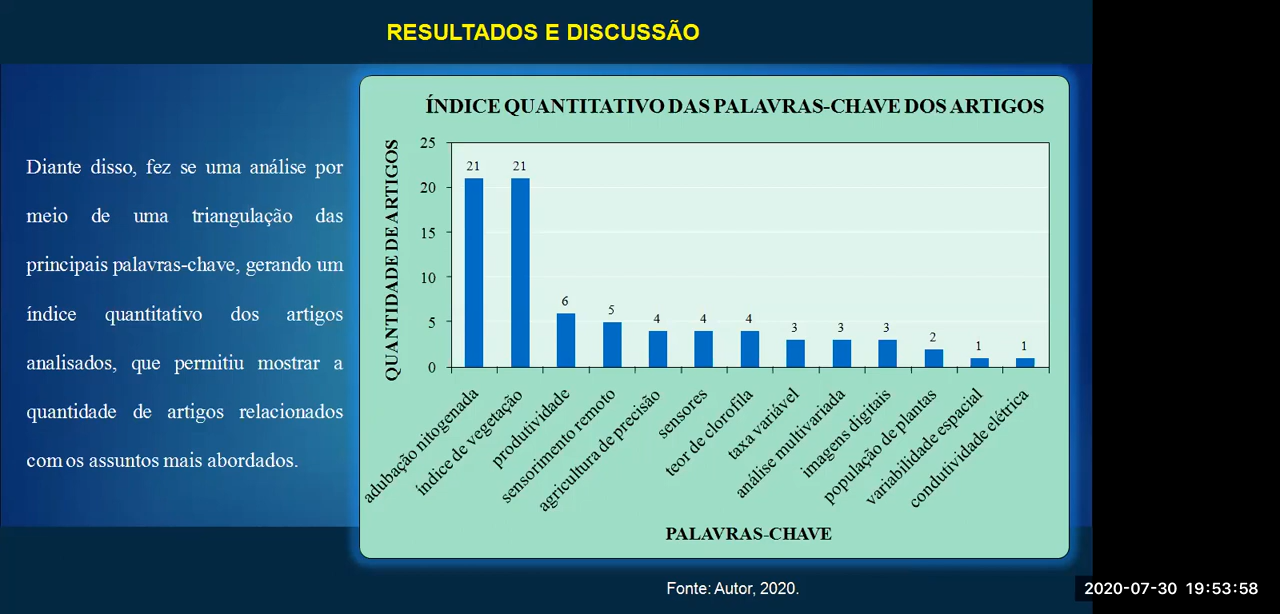 RESULTADOS E DISCUSSÃO
Diante disso, fez se uma análise por
meio de uma triangulação das
principais palavras-chave, gerando um
índice quantitativo dos artigos
analisados, que permitiu mostrar a
quantidade de artigos relacionados
com os assuntos mais abordados.
ÍNDICE QUANTITATIVO DAS PALAVRAS-CHAVE DOS ARTIGOS
QUANTIDADE DE ARTIGOS
25
20
15
10
5
0
21
21
6
5
4
4
4
3
3
3
2
1
1
adubação nitogenada
índice de vegetação
produtividade
sensorimento remoto
agricultura de precisão
sensores
teor de clorofila
taxa variável
análise multivariada
imagens digitais
população de plantas
variabilidade espacial
condutividade elétrica
PALAVRAS-CHAVE
Fonte: Autor, 2020.
2020-07-30 19:53:58